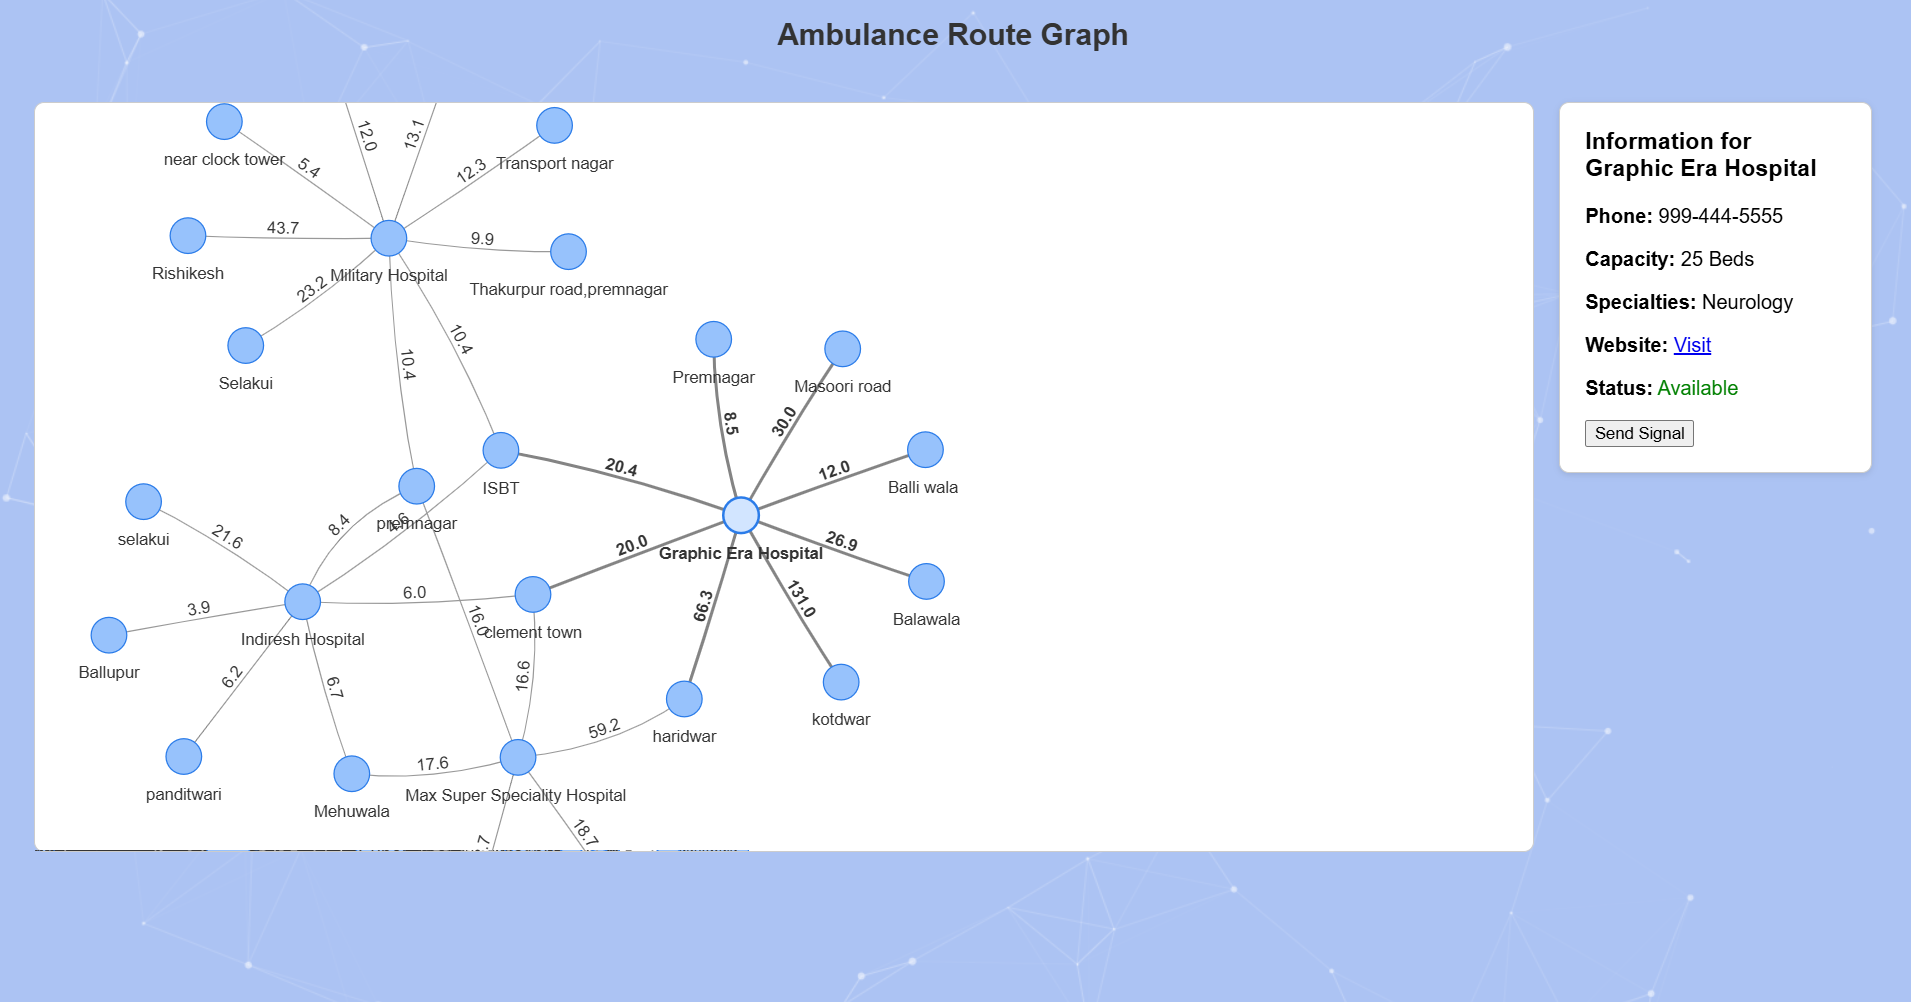 Ambulance Route Graph
near clock tower
5.4
12.0
13.1
12.3
Transport nagar
43.7
Rishikesh
Military Hospital
9.9
Thakurpur road,premnagar
23.2
Selakui
10.4
10.4
Premnagar
Masoori road
8.5
30.0
20.4
12.0
Balli wala
ISBT
selakui
21.6
8.4
premnagar
Graphic Era Hospital
20.0
26.9
Balawala
131.0
66.3
3.9
Ballupur
Indiresh Hospital
6.0
16.0
clement town
16.6
6.2
6.7
kotdwar
haridwar
59.2
17.6
panditwari
Mehuwala
Max Super Speciality Hospital
18.7
Information for
Graphic Era Hospital
Phone: 999-444-5555
Capacity: 25 Beds
Specialties: Neurology
Website: Visit
Status: Available
Send Signal